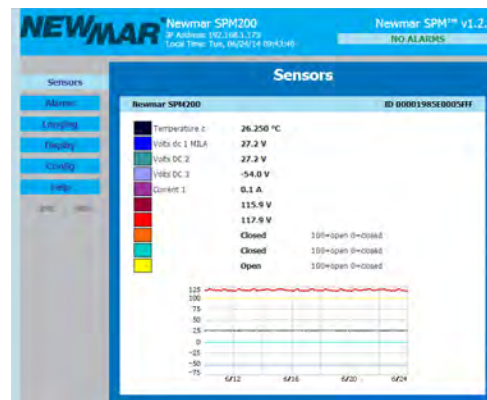 NEWMAR
Newmar SPM200
IP Address: 192.168.1.179
Local Time: Tue, 06/24/14 09:43:40
Newmar SPM™ v1.2.
NO ALARMS
Sensors
Alarms
Logging
Display
Config
Help
Sensors
Newmar SPM200 ID 00001985E0005FFF
Temperature c 26.250 °C
Volts dc 1 MILA 27.2 V
Volts DC 2 27.2 V
Volts DC 3 -54.0 V
Current 1 0.1 A
115.9 V
117.9 V
Closed 100=open 0=closed
Closed 100=open 0=closed
Open 100=open 0=closed
125
100
75
50
25
0
-25
-50
-75
6/12 6/16 6/20 6/24